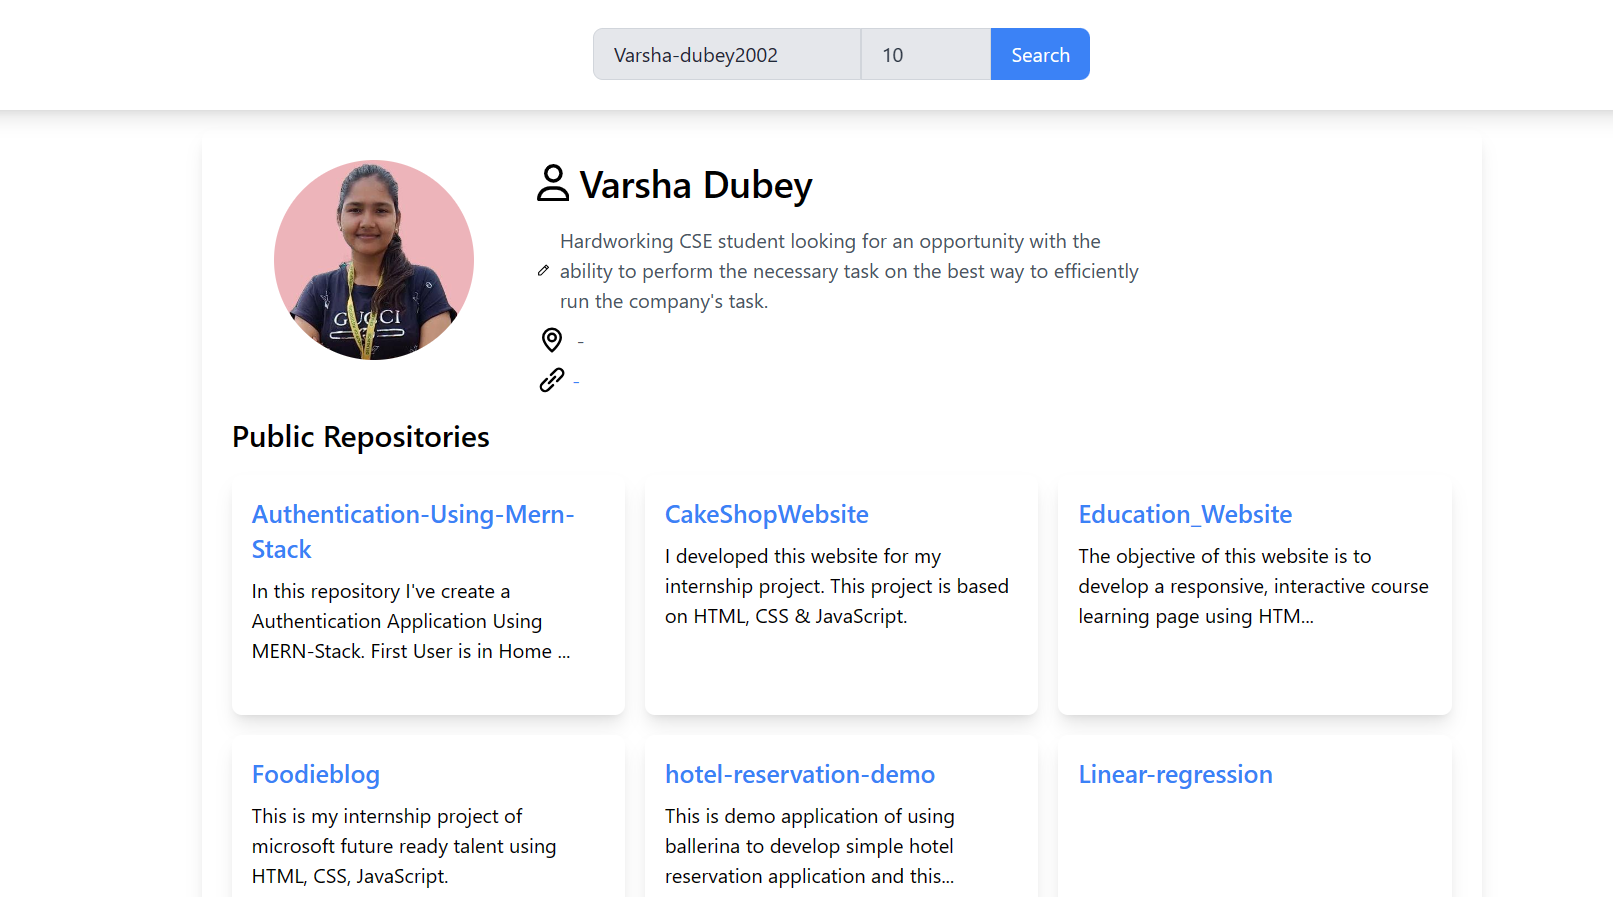 Varsha-dubey2002 10 Search
Varsha Dubey
Hardworking CSE student looking for an opportunity with the
ability to perform the necessary task on the best way to efficiently
run the company's task.
-
-
GUCCI
Public Repositories
Authentication-Using-Mern-
Stack
In this repository I've create a
Authentication Application Using
MERN-Stack. First User is in Home ...
CakeShopWebsite
I developed this website for my
internship project. This project is based
on HTML, CSS & JavaScript.
Education_Website
The objective of this website is to
develop a responsive, interactive course
learning page using HTM...
Foodieblog
This is my internship project of
microsoft future ready talent using
HTML, CSS, JavaScript.
hotel-reservation-demo
This is demo application of using
ballerina to develop simple hotel
reservation application and this...
Linear-regression